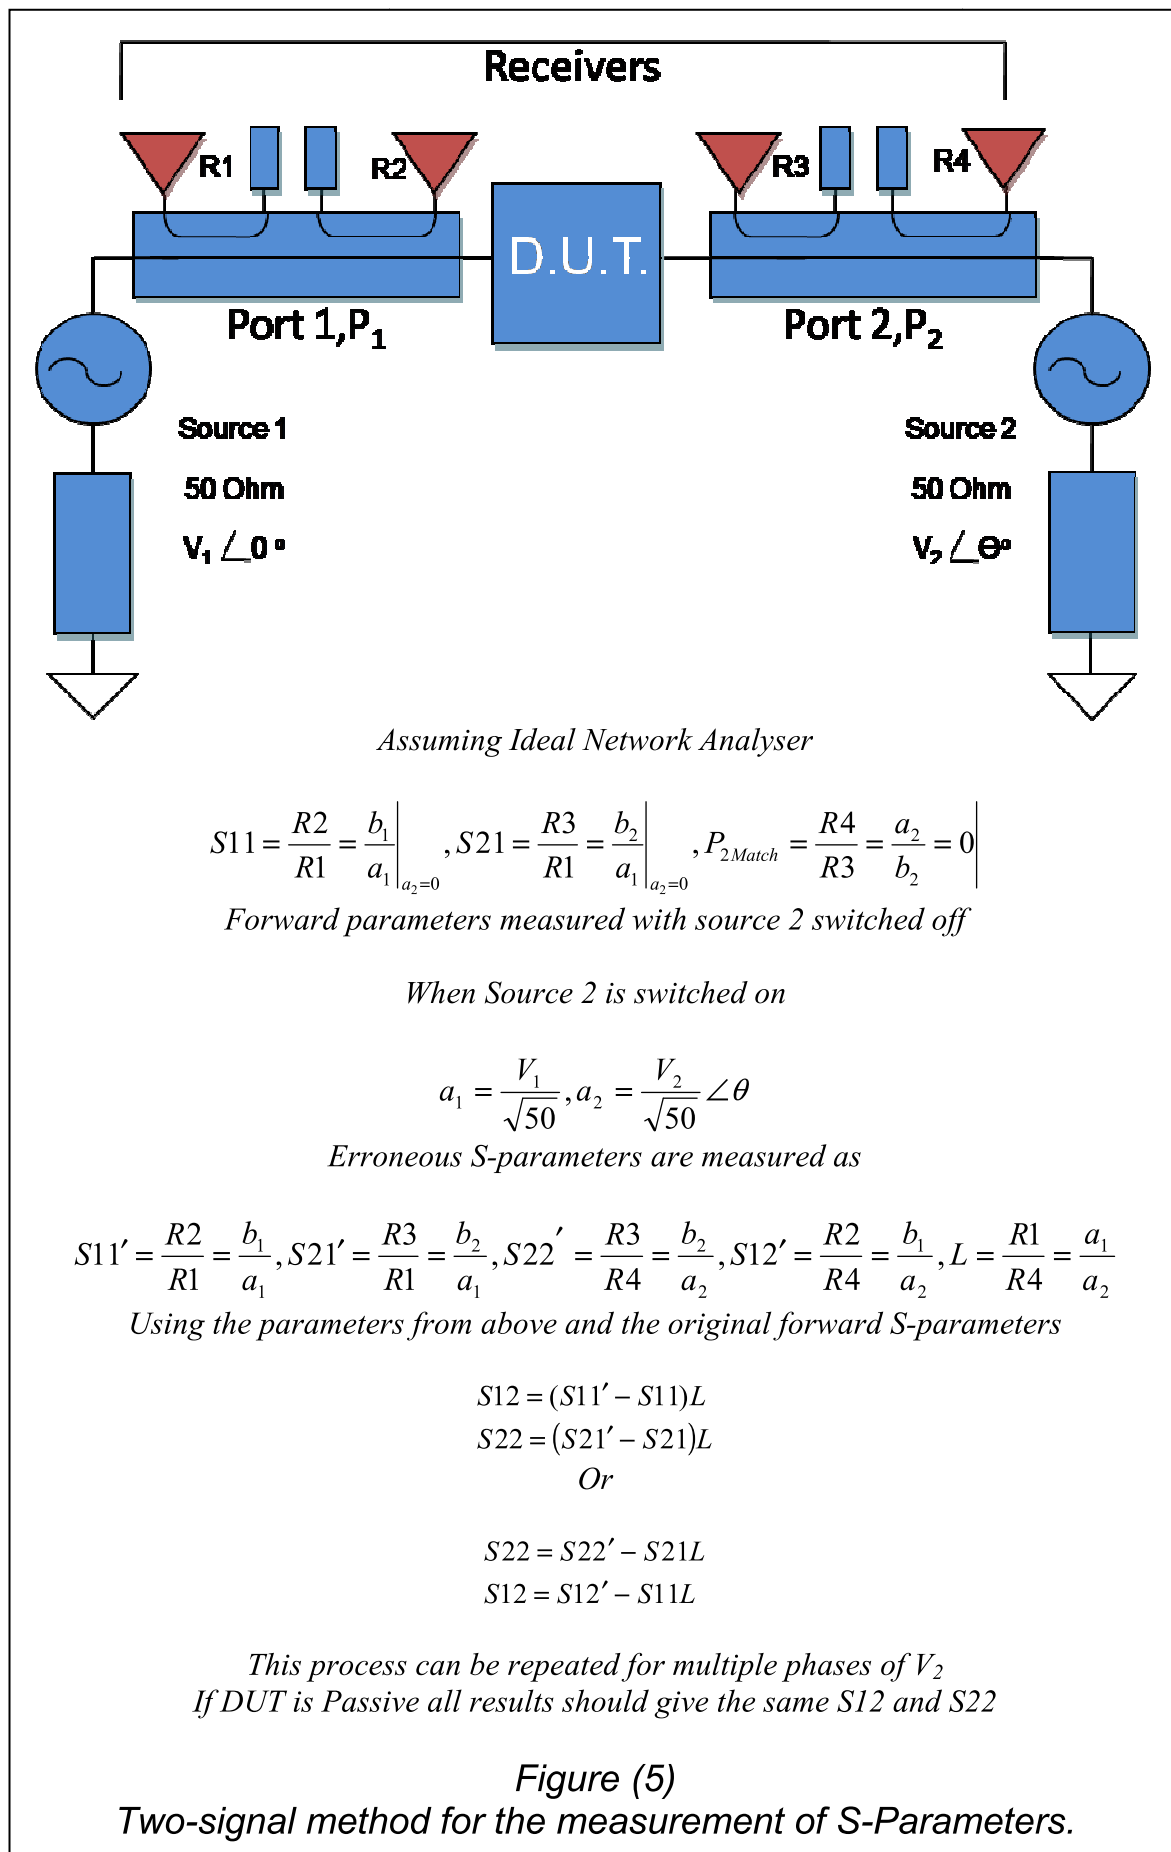 Receivers
R1 R2 R3 R4
D.U.T.
Port 1,P₁ Port 2,P₂
Source 1 Source 2
50 Ohm 50 Ohm
V₁ ∠0 º V₂ ∠Θº
Assuming Ideal Network Analyser
S11 = R2/R1 = b₁/a₁|a₂=0 , S21 = R3/R1 = b₂/a₁|a₂=0 , P₂Match = R4/R3 = a₂/b₂ = 0|
Forward parameters measured with source 2 switched off
When Source 2 is switched on
a₁ = V₁/√50 , a₂ = V₂/√50 ∠θ
Erroneous S-parameters are measured as
S11′ = R2/R1 = b₁/a₁ , S21′ = R3/R1 = b₂/a₁ , S22′ = R3/R4 = b₂/a₂ , S12′ = R2/R4 = b₁/a₂ , L = R1/R4 = a₁/a₂
Using the parameters from above and the original forward S-parameters
S12 = (S11′ − S11)L
S22 = (S21′ − S21)L
Or
S22 = S22′ − S21L
S12 = S12′ − S11L
This process can be repeated for multiple phases of V₂
If DUT is Passive all results should give the same S12 and S22
Figure (5)
Two-signal method for the measurement of S-Parameters.